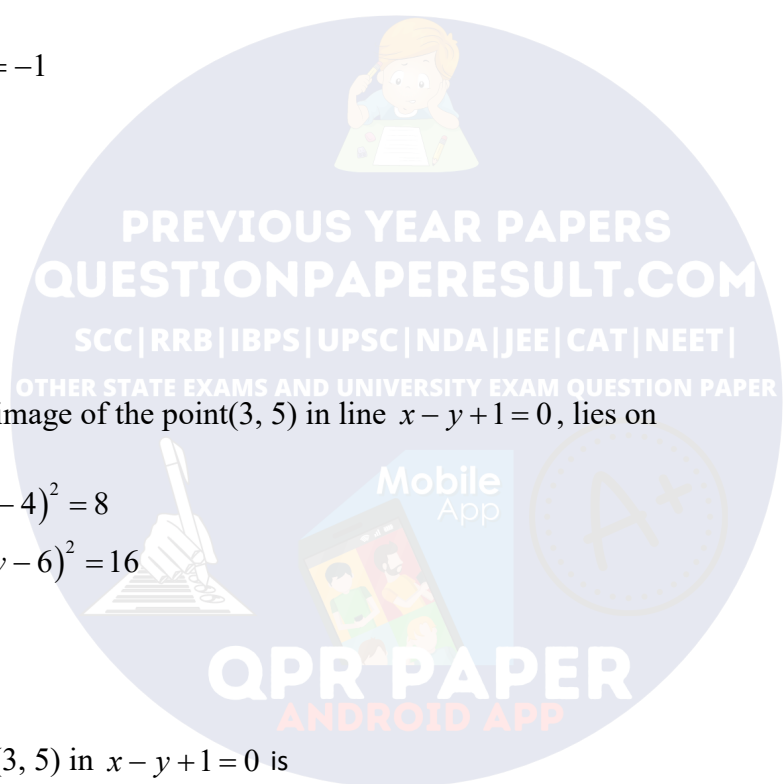 = −1
PREVIOUS YEAR PAPERS
QUESTIONPAPERESULT.COM
SCC|RRB|IBPS|UPSC|NDA|JEE|CAT|NEET|
OTHER STATE EXAMS AND UNIVERSITY EXAM QUESTION PAPER
image of the point(3, 5) in line x − y + 1 = 0, lies on
− 4)² = 8
Mobile
App
A+
y − 6)² = 16
QPR PAPER
ANDROID APP
(3, 5) in x − y + 1 = 0 is